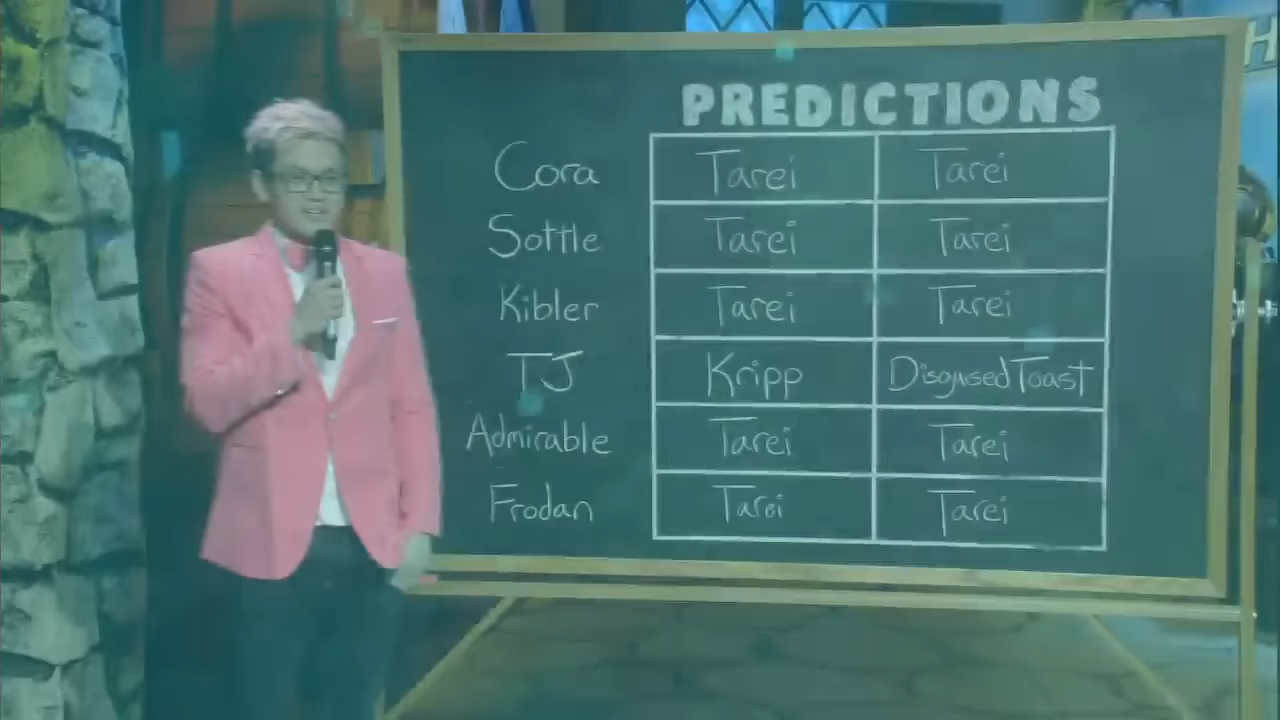 PREDICTIONS
Cora Tarei Tarei
Sottle Tarei Tarei
Kibler Tarei Tarei
TJ Kripp DisguisedToast
Admirable Tarei Tarei
Frodan Tarei Tarei
H